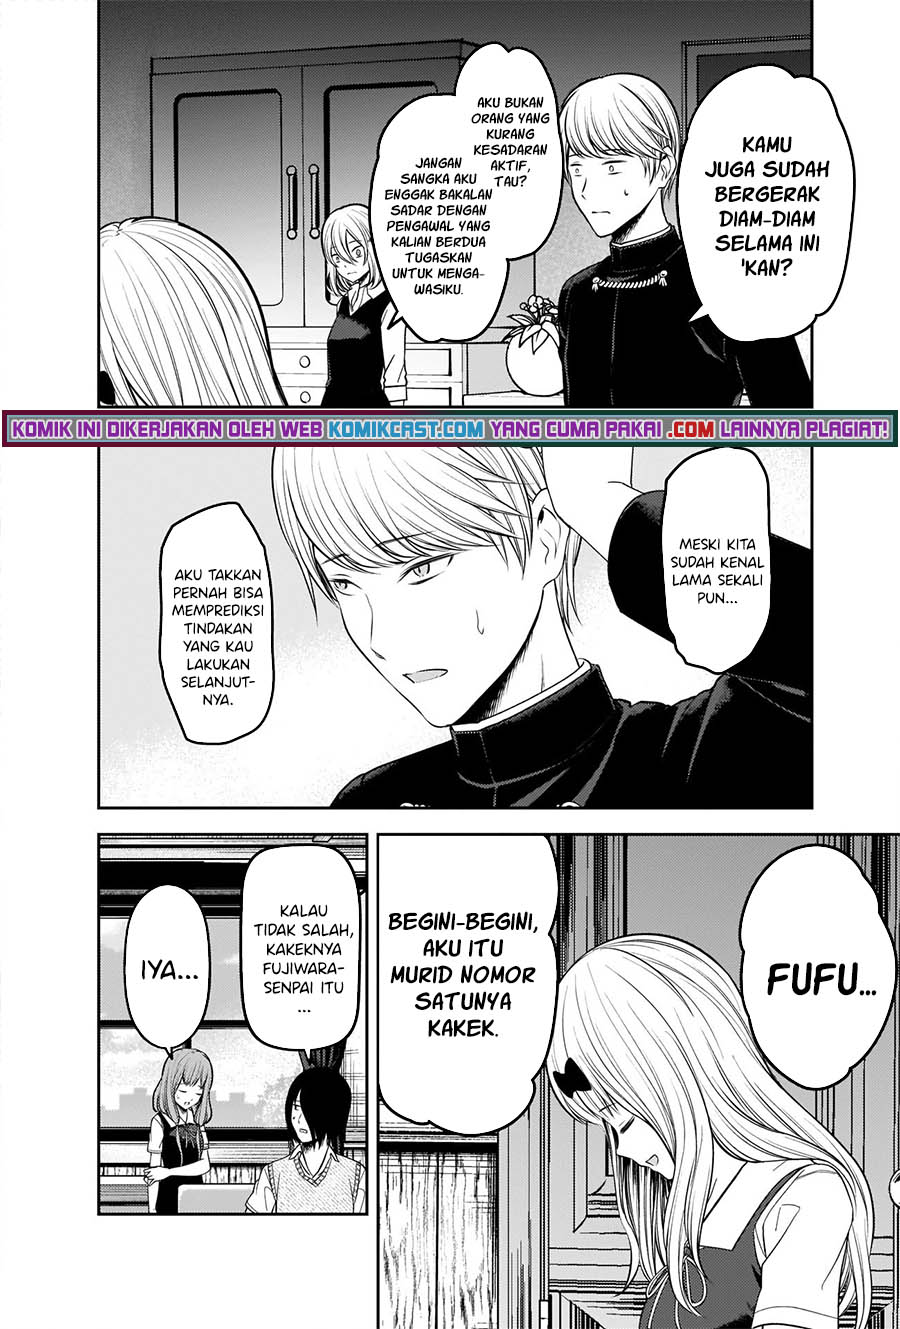 KAMU
JUGA SUDAH
BERGERAK
DIAM-DIAM
SELAMA INI
'KAN?
AKU BUKAN
ORANG YANG
KURANG
KESADARAN
AKTIF,
TAU?
JANGAN
SANGKA AKU
ENGGAK BAKALAN
SADAR DENGAN
PENGAWAL YANG
KALIAN BERDUA
TUGASKAN
UNTUK MENGA-
WASIKU.
KOMIK INI DIKERJAKAN OLEH WEB KOMIKCAST.COM YANG CUMA PAKAI .COM LAINNYA PLAGIAT!
MESKI KITA
SUDAH KENAL
LAMA SEKALI
PUN...
AKU TAKKAN
PERNAH BISA
MEMPREDIKSI
TINDAKAN
YANG KAU
LAKUKAN
SELANJUT-
NYA.
FUFU...
BEGINI-BEGINI,
AKU ITU
MURID NOMOR
SATUNYA
KAKEK.
KALAU
TIDAK SALAH,
KAKEKNYA
FUJIWARA-
SENPAI ITU
...
IYA...